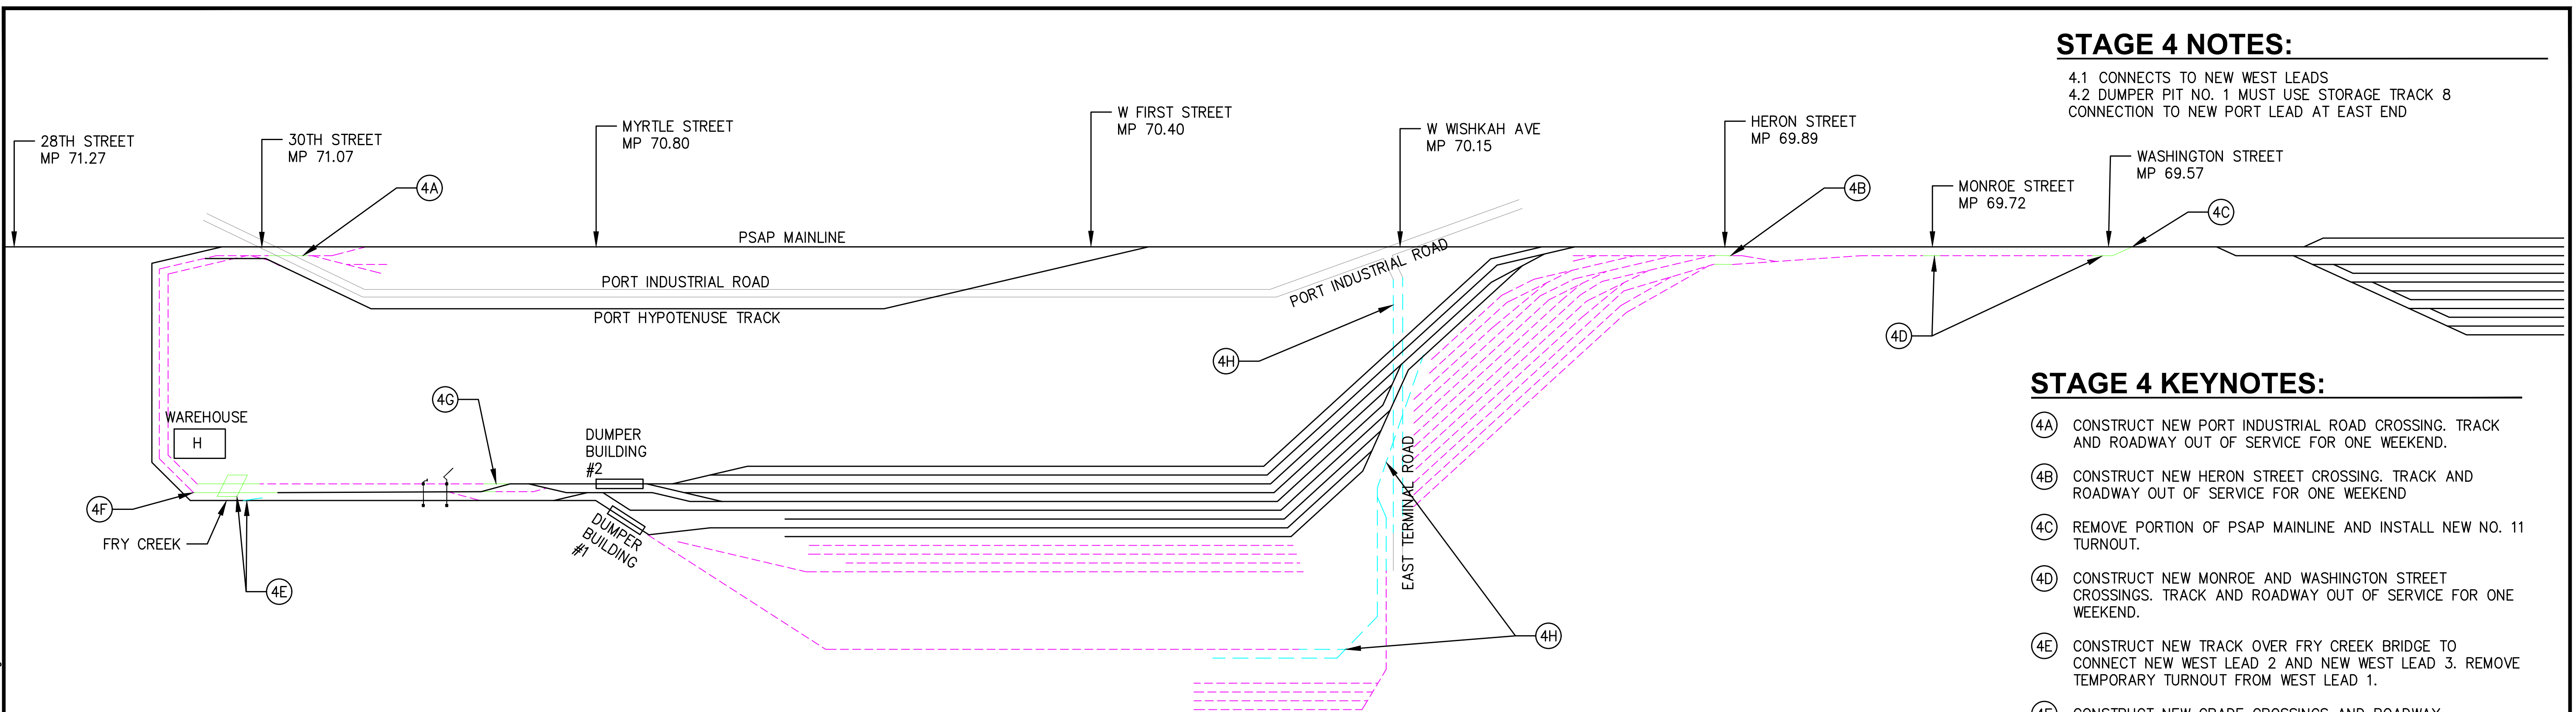 STAGE 4 NOTES:
4.1 CONNECTS TO NEW WEST LEADS
4.2 DUMPER PIT NO. 1 MUST USE STORAGE TRACK 8
CONNECTION TO NEW PORT LEAD AT EAST END
28TH STREET
MP 71.27
30TH STREET
MP 71.07
4A
MYRTLE STREET
MP 70.80
W FIRST STREET
MP 70.40
W WISHKAH AVE
MP 70.15
HERON STREET
MP 69.89
4B
MONROE STREET
MP 69.72
WASHINGTON STREET
MP 69.57
4C
PSAP MAINLINE
PORT INDUSTRIAL ROAD
PORT HYPOTENUSE TRACK
PORT INDUSTRIAL ROAD
4D
4H
4G
WAREHOUSE
H
DUMPER
BUILDING
#2
4F
FRY CREEK
4E
DUMPER
BUILDING
#1
EAST TERMINAL ROAD
4H
STAGE 4 KEYNOTES:
4A CONSTRUCT NEW PORT INDUSTRIAL ROAD CROSSING. TRACK
AND ROADWAY OUT OF SERVICE FOR ONE WEEKEND.
4B CONSTRUCT NEW HERON STREET CROSSING. TRACK AND
ROADWAY OUT OF SERVICE FOR ONE WEEKEND
4C REMOVE PORTION OF PSAP MAINLINE AND INSTALL NEW NO. 11
TURNOUT.
4D CONSTRUCT NEW MONROE AND WASHINGTON STREET
CROSSINGS. TRACK AND ROADWAY OUT OF SERVICE FOR ONE
WEEKEND.
4E CONSTRUCT NEW TRACK OVER FRY CREEK BRIDGE TO
CONNECT NEW WEST LEAD 2 AND NEW WEST LEAD 3. REMOVE
TEMPORARY TURNOUT FROM WEST LEAD 1.
4F CONSTRUCT NEW GRADE CROSSINGS AND ROADWAY